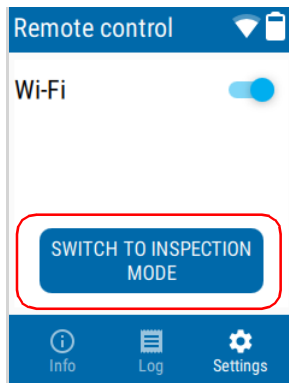 Remote control
Wi-Fi
SWITCH TO INSPECTION
MODE
Info Log Settings